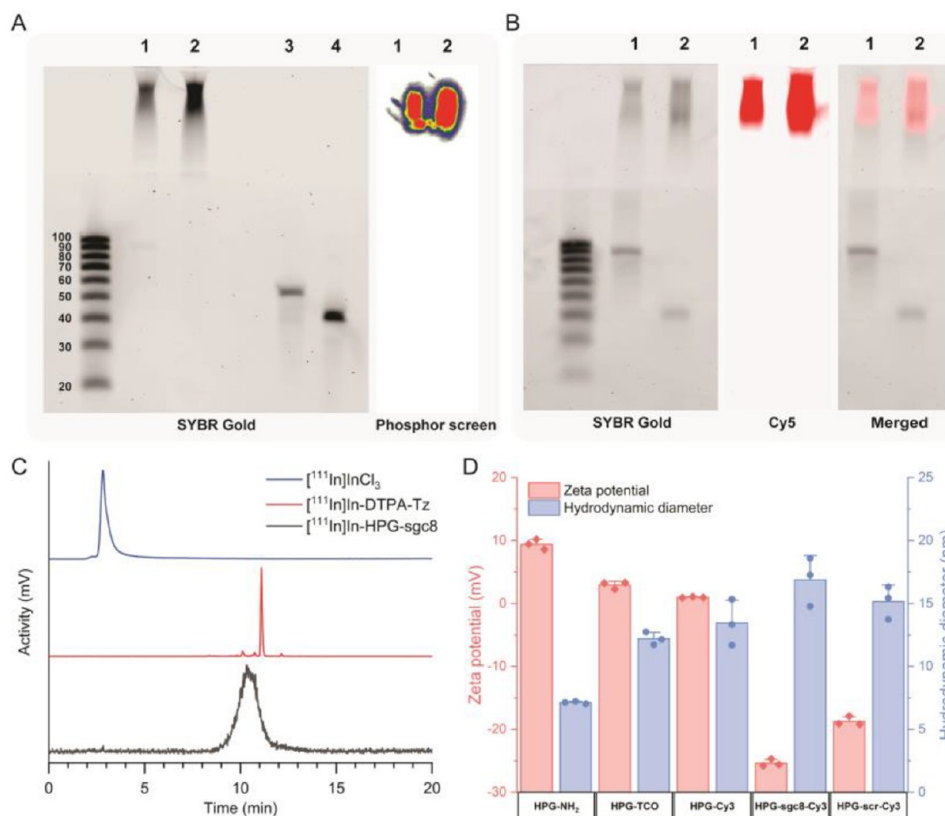 A
1 2 3 4 1 2
100
90
80
70
60
50
40
30
20
SYBR Gold Phosphor screen
B
1 2 1 2 1 2
SYBR Gold Cy5 Merged
C
[¹¹¹In]InCl₃
[¹¹¹In]In-DTPA-Tz
[¹¹¹In]In-HPG-sgc8
Activity (mV)
0 5 10 15 20
Time (min)
D
Zeta potential
Hydrodynamic diameter
Zeta potential (mV)
20
10
0
-10
-20
-30
Hydrodynamic diameter (nm)
25
20
15
10
5
0
HPG-NH₂ HPG-TCO HPG-Cy3 HPG-sgc8-Cy3 HPG-scr-Cy3